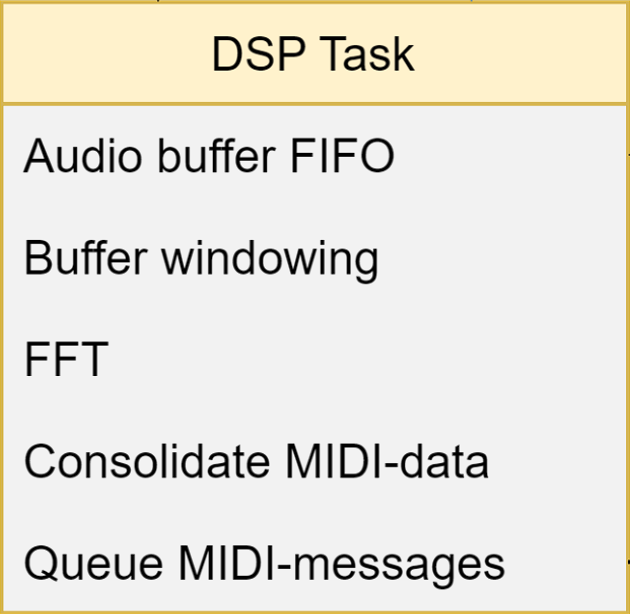 DSP Task
Audio buffer FIFO
Buffer windowing
FFT
Consolidate MIDI-data
Queue MIDI-messages